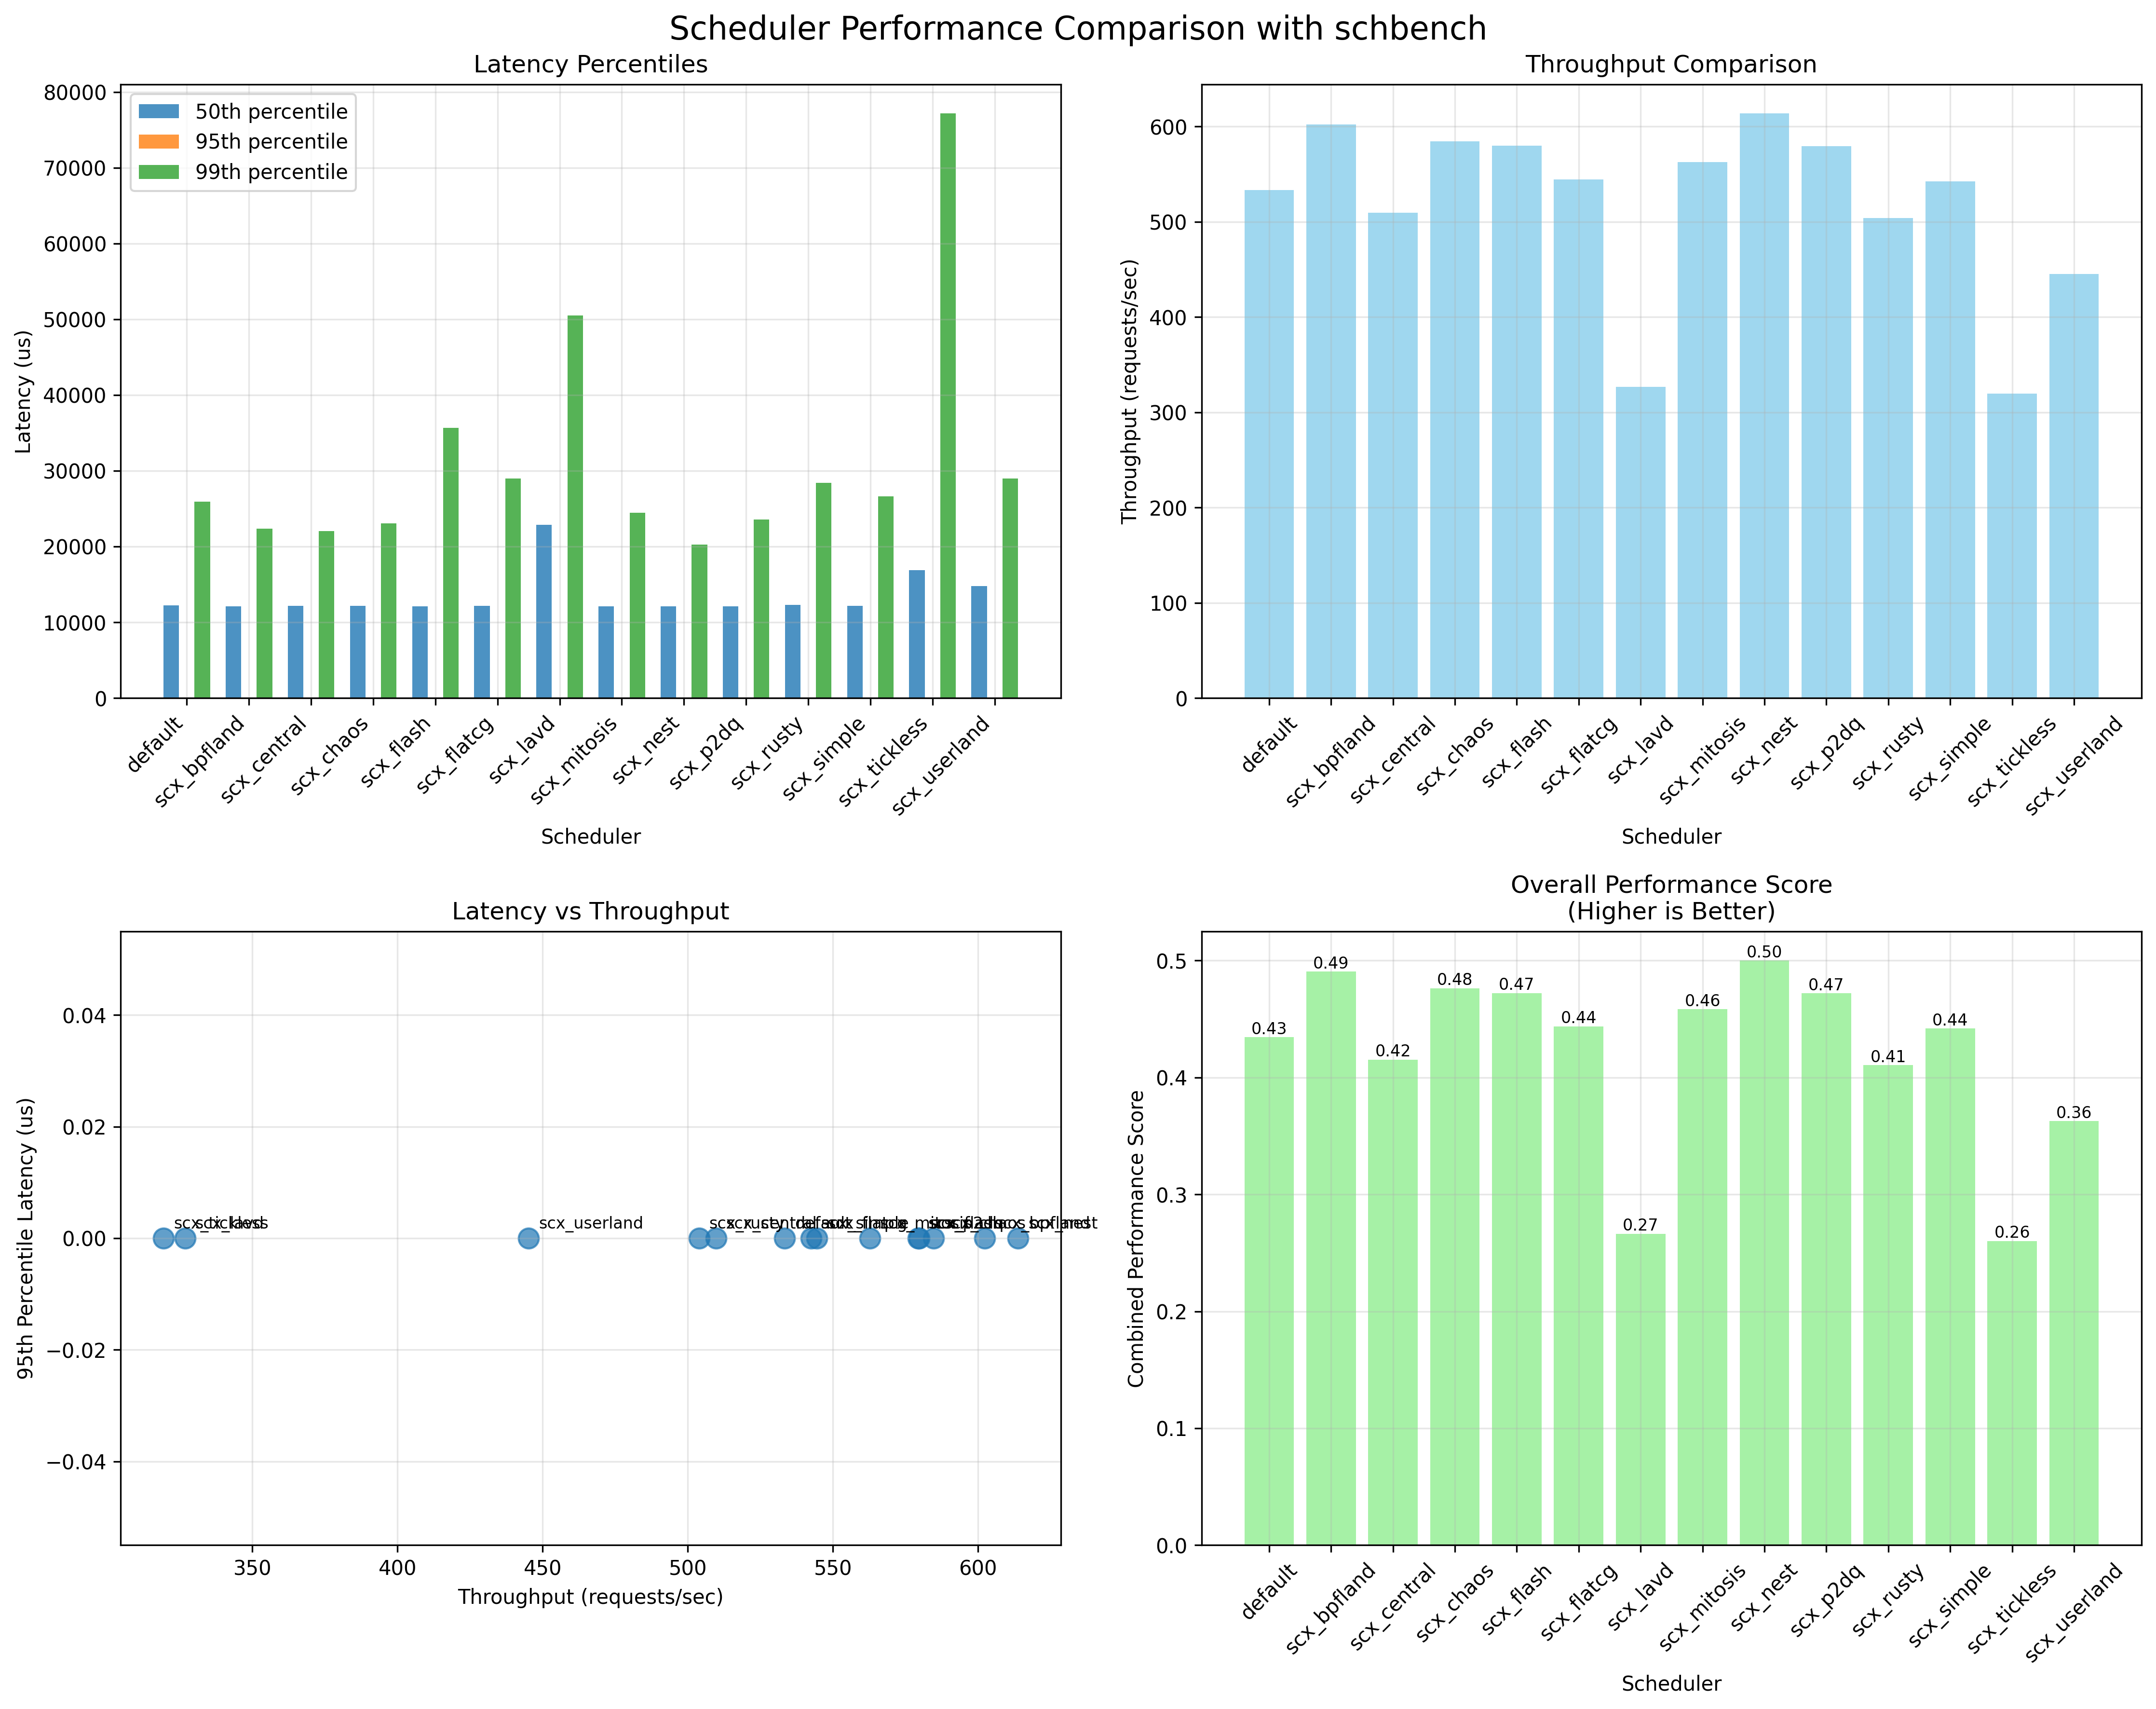 Scheduler Performance Comparison with schbench
Latency Percentiles
80000
70000
60000
50000
40000
30000
20000
10000
0
Latency (us)
50th percentile
95th percentile
99th percentile
default
scx_bpfland
scx_central
scx_chaos
scx_flash
scx_flatcg
scx_lavd
scx_mitosis
scx_nest
scx_p2dq
scx_rusty
scx_simple
scx_tickless
scx_userland
Scheduler
Throughput Comparison
600
500
400
300
200
100
0
Throughput (requests/sec)
default
scx_bpfland
scx_central
scx_chaos
scx_flash
scx_flatcg
scx_lavd
scx_mitosis
scx_nest
scx_p2dq
scx_rusty
scx_simple
scx_tickless
scx_userland
Scheduler
Latency vs Throughput
0.04
0.02
0.00
−0.02
−0.04
95th Percentile Latency (us)
scx_userland
350
400
450
500
550
600
Throughput (requests/sec)
Overall Performance Score
(Higher is Better)
0.5
0.4
0.3
0.2
0.1
0.0
Combined Performance Score
0.43
0.49
0.42
0.48
0.47
0.44
0.27
0.46
0.50
0.47
0.41
0.44
0.26
0.36
default
scx_bpfland
scx_central
scx_chaos
scx_flash
scx_flatcg
scx_lavd
scx_mitosis
scx_nest
scx_p2dq
scx_rusty
scx_simple
scx_tickless
scx_userland
Scheduler